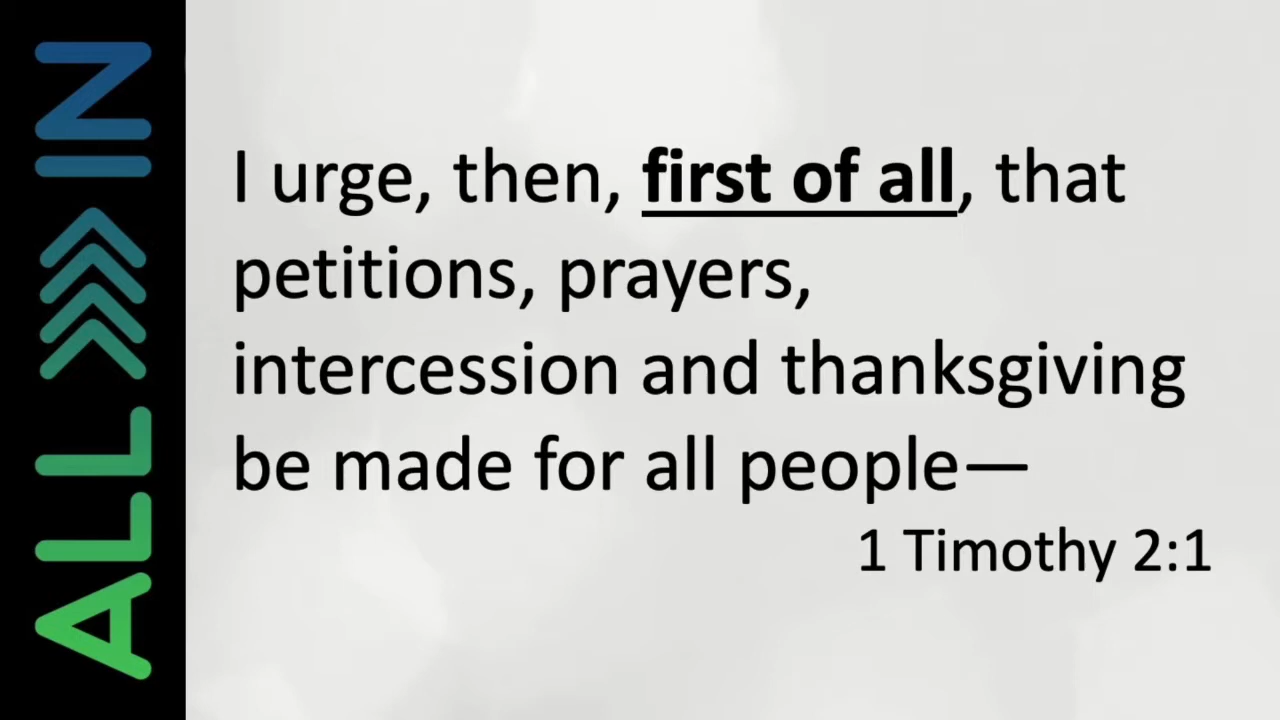 ALL IN
I urge, then, first of all, that
petitions, prayers,
intercession and thanksgiving
be made for all people—
1 Timothy 2:1